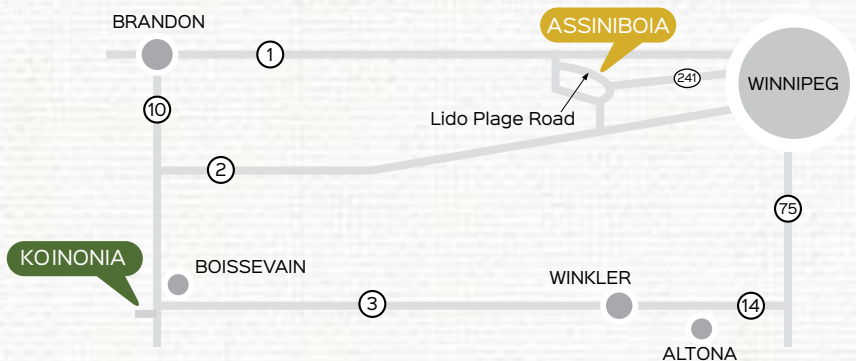 BRANDON
ASSINIBOIA
1
241
WINNIPEG
10
Lido Plage Road
2
75
KOINONIA
BOISSEVAIN
WINKLER
3
14
ALTONA